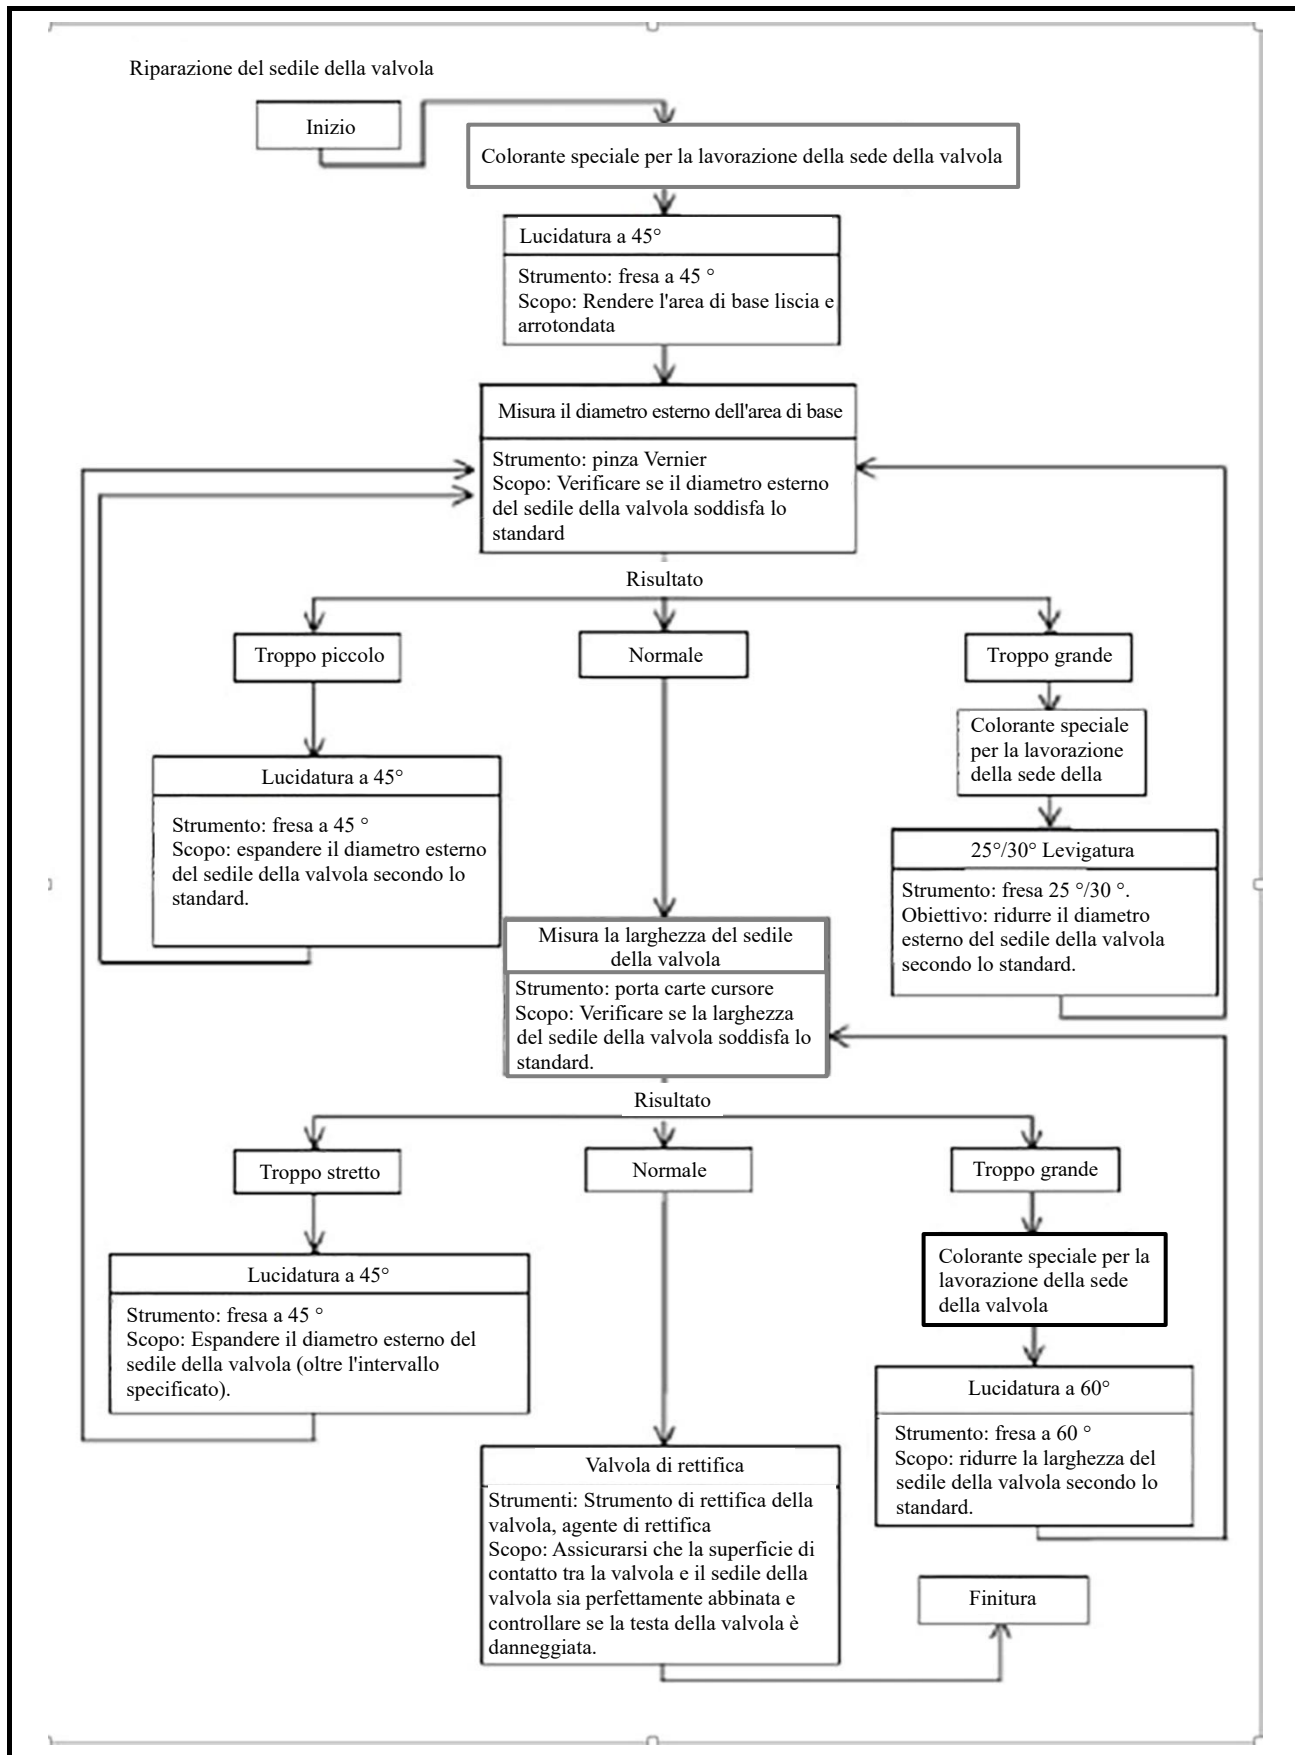 Riparazione del sedile della valvola
Inizio
Colorante speciale per la lavorazione della sede della valvola
Lucidatura a 45°
Strumento: fresa a 45 °
Scopo: Rendere l'area di base liscia e
arrotondata
Misura il diametro esterno dell'area di base
Strumento: pinza Vernier
Scopo: Verificare se il diametro esterno
del sedile della valvola soddisfa lo
standard
Risultato
Troppo piccolo
Normale
Troppo grande
Colorante speciale
per la lavorazione
della sede della
Lucidatura a 45°
Strumento: fresa a 45 °
Scopo: espandere il diametro esterno
del sedile della valvola secondo lo
standard.
25°/30° Levigatura
Strumento: fresa 25 °/30 °.
Obiettivo: ridurre il diametro
esterno del sedile della valvola
secondo lo standard.
Misura la larghezza del sedile
della valvola
Strumento: porta carte cursore
Scopo: Verificare se la larghezza
del sedile della valvola soddisfa lo
standard.
Risultato
Troppo stretto
Normale
Troppo grande
Colorante speciale per la
lavorazione della sede
della valvola
Lucidatura a 45°
Strumento: fresa a 45 °
Scopo: Espandere il diametro esterno del
sedile della valvola (oltre l'intervallo
specificato).
Lucidatura a 60°
Strumento: fresa a 60 °
Scopo: ridurre la larghezza del
sedile della valvola secondo lo
standard.
Valvola di rettifica
Strumenti: Strumento di rettifica della
valvola, agente di rettifica
Scopo: Assicurarsi che la superficie di
contatto tra la valvola e il sedile della
valvola sia perfettamente abbinata e
controllare se la testa della valvola è
danneggiata.
Finitura